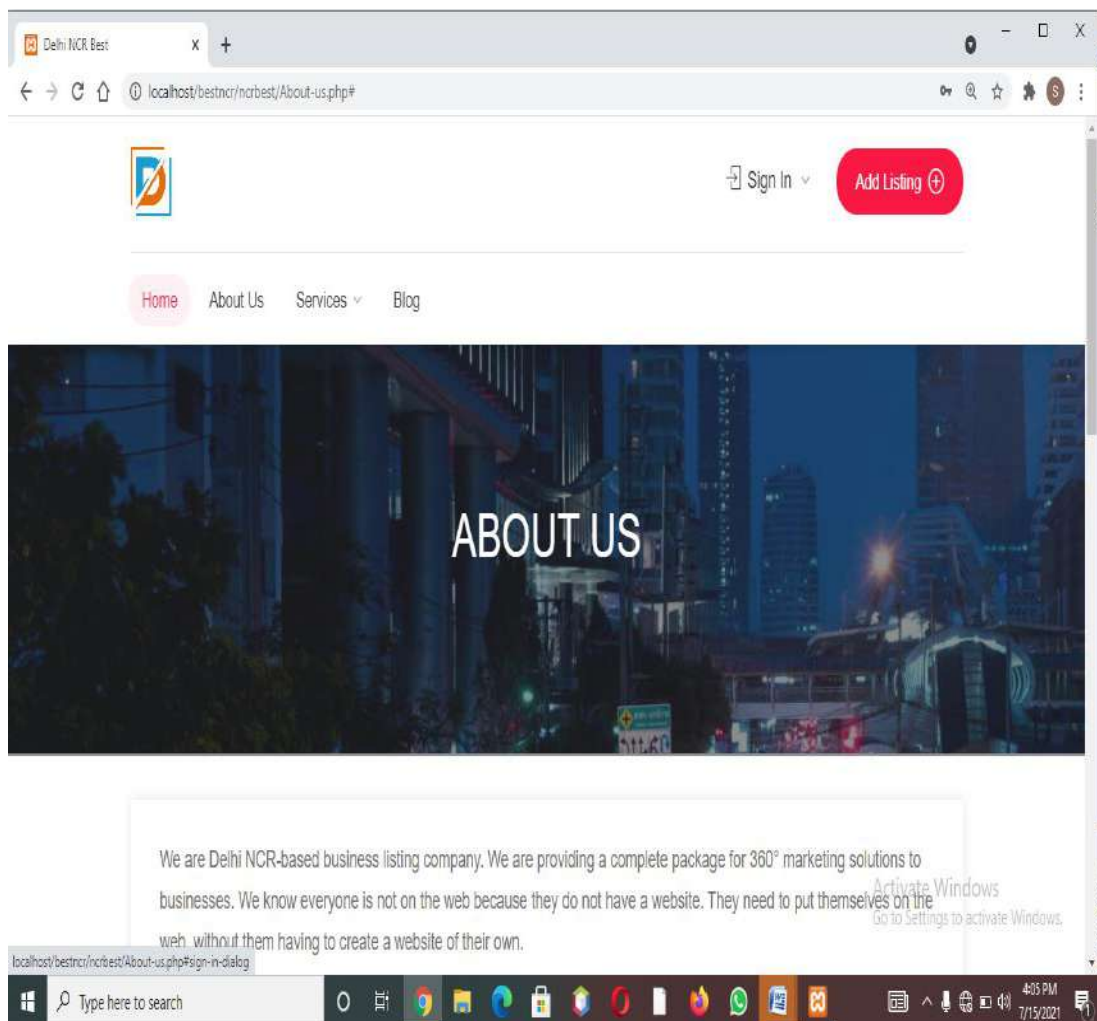 Delhi NCR Best
localhost/bestncr/ncrbest/About-us.php#
S
Sign In
Add Listing
Home About Us Services Blog
ABOUT US
We are Delhi NCR-based business listing company. We are providing a complete package for 360° marketing solutions to
businesses. We know everyone is not on the web because they do not have a website. They need to put themselves on the
web, without them having to create a website of their own.
Activate Windows
Go to Settings to activate Windows.
localhost/bestncr/ncrbest/About-us.php#sign-in-dialog
Type here to search
4:05 PM
7/15/2021